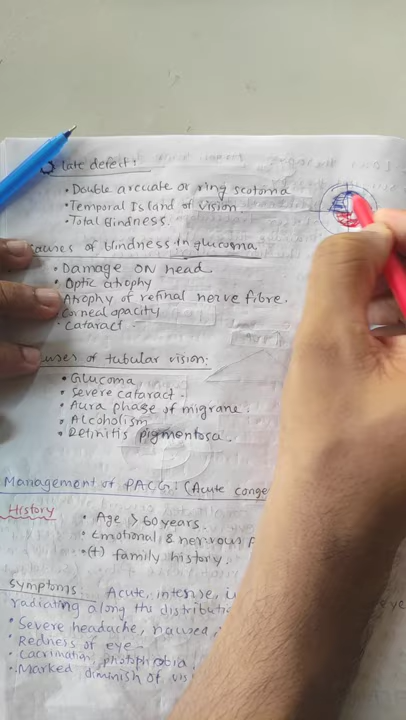 late defect:
• Double arcuate or ring scotoma
• Temporal Island of vision
• Total Blindness.
causes of blindness in glucoma
• Damage ON head.
• Optic atrophy
Atrophy of retinal nerve fibre.
Corneal opacity
• Cataract.
uses of tubular vision:
• Glucoma
• Severe cataract.
• Aura phase of migrane.
• Alcoholism
• Retinitis pigmentosa.
Management of PACG: (Acute conge
History
• Age > 60 years.
• Emotional & nervous p
• (+) family history.
symptoms: Acute, intense,
radiating along the distributi
• Severe headache, nausea,
• Redness of eye
• Lacrimation, photophobia
• Marked diminish of vis